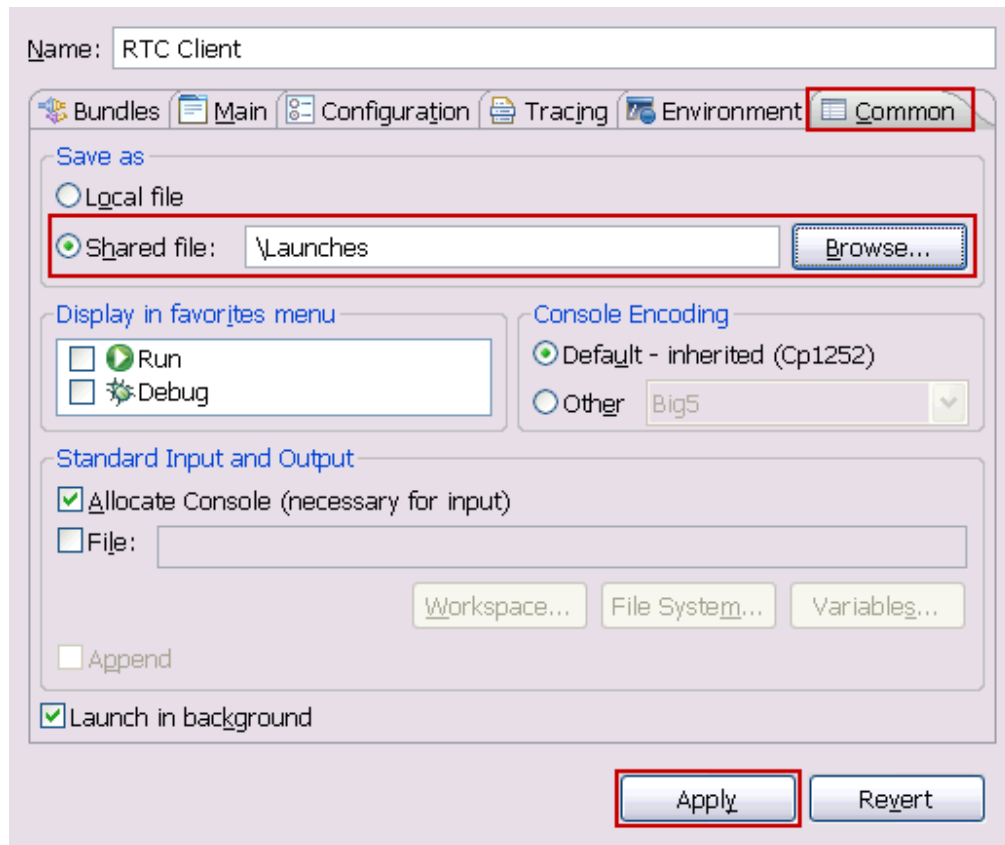 Name: RTC Client
Bundles Main Configuration Tracing Environment Common
Save as
Local file
Shared file: \Launches Browse...
Display in favorites menu Console Encoding
Run Default - inherited (Cp1252)
Debug Other Big5
Standard Input and Output
Allocate Console (necessary for input)
File:
Workspace... File System... Variables...
Append
Launch in background
Apply Revert